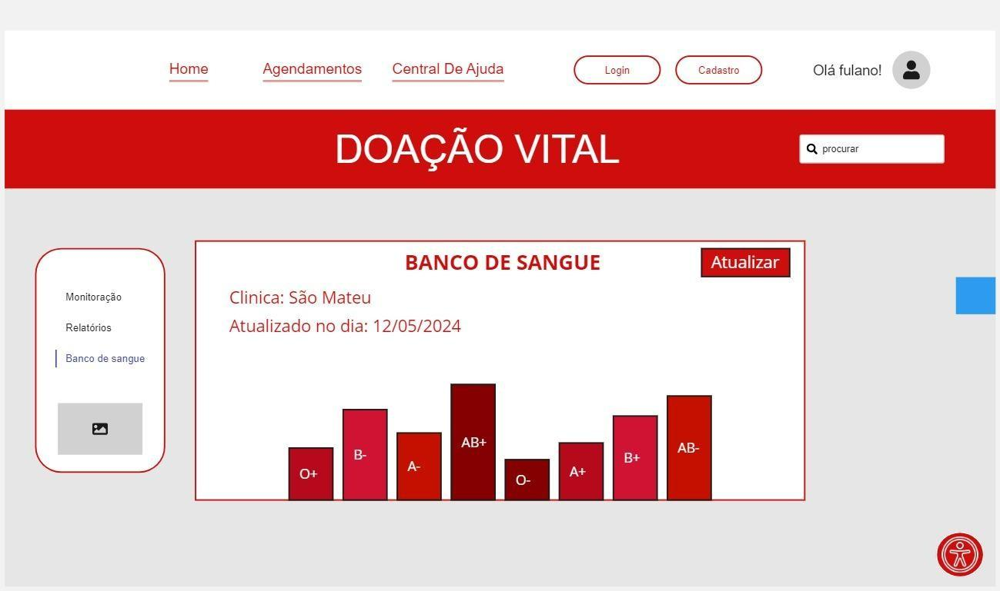 Home Agendamentos Central De Ajuda Login Cadastro Olá fulano!
DOAÇÃO VITAL
procurar
Monitoração
Relatórios
Banco de sangue
BANCO DE SANGUE
Atualizar
Clinica: São Mateu
Atualizado no dia: 12/05/2024
O+ B- A- AB+ O- A+ B+ AB-